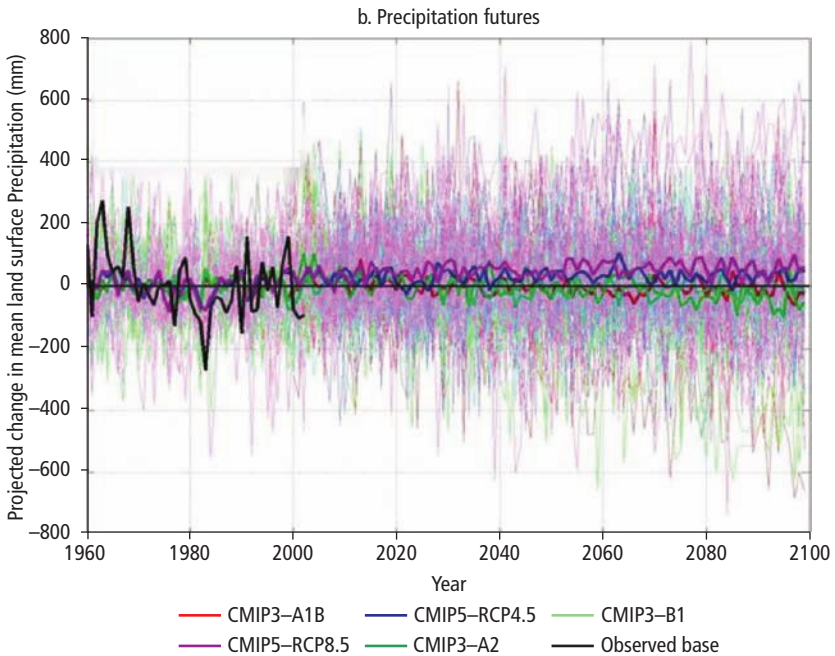 b. Precipitation futures
Projected change in mean land surface Precipitation (mm)
800
600
400
200
0
–200
–400
–600
–800
1960 1980 2000 2020 2040 2060 2080 2100
Year
CMIP3–A1B CMIP5–RCP4.5 CMIP3–B1
CMIP5–RCP8.5 CMIP3–A2 Observed base